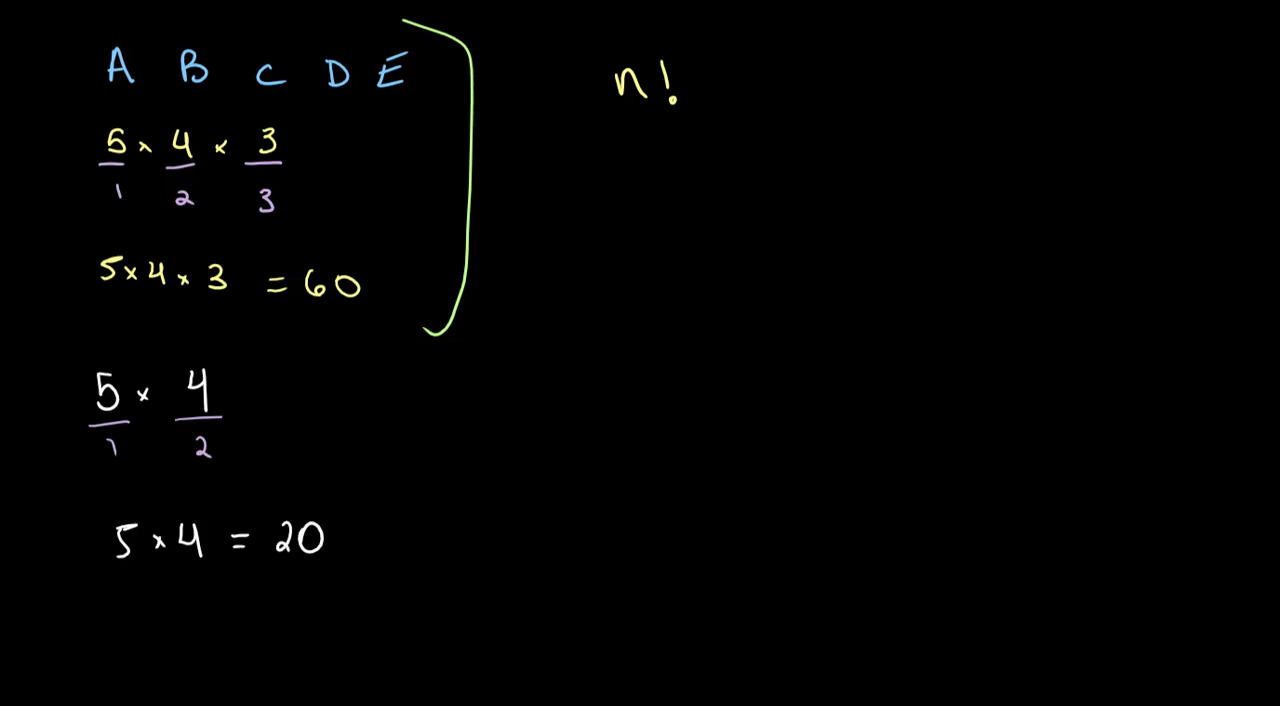 A B C D E
5 × 4 × 3
1 2 3
5 × 4 × 3 = 60
5 × 4
1 2
5 × 4 = 20
n!